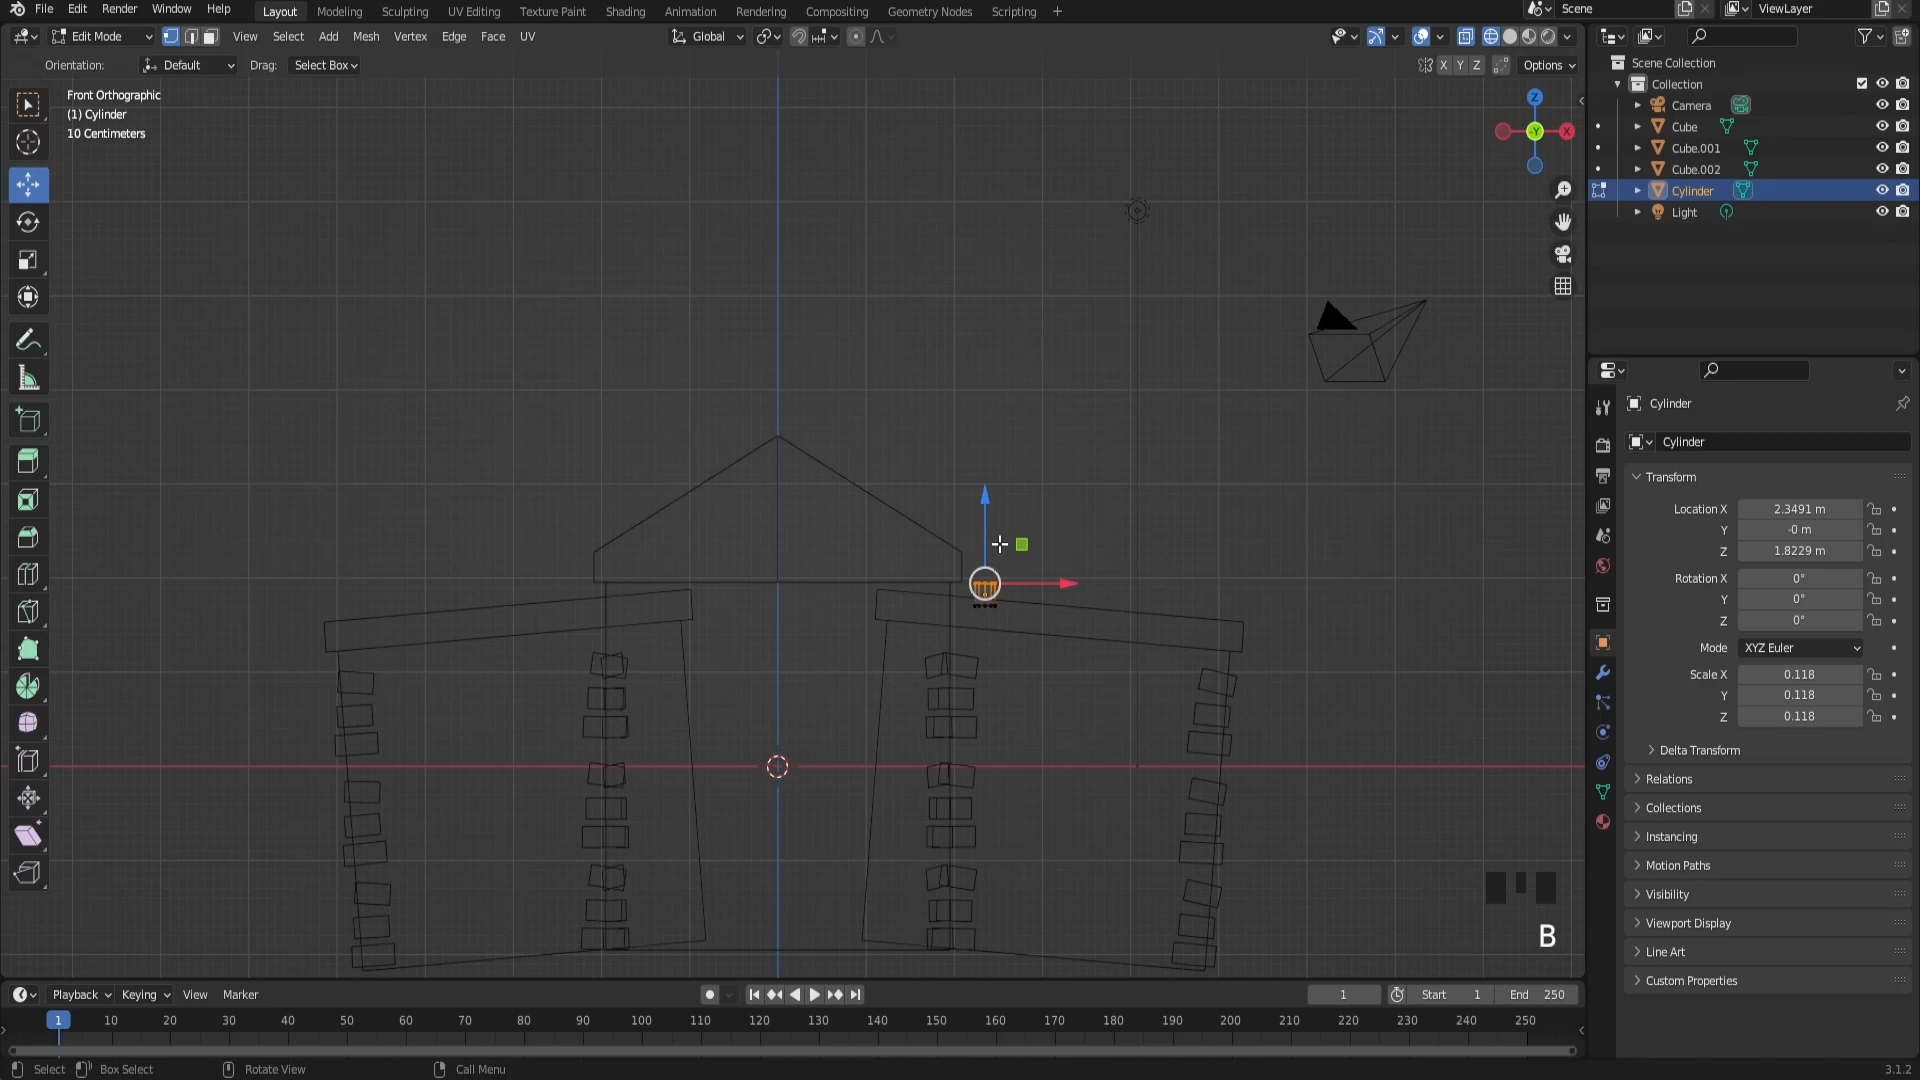 File Edit Render Window Help Layout Modeling Sculpting UV Editing Texture Paint Shading Animation Rendering Compositing Geometry Nodes Scripting + Scene ViewLayer
Edit Mode View Select Add Mesh Vertex Edge Face UV Global
Orientation: Default Drag: Select Box X Y Z Options
Front Orthographic
(1) Cylinder
10 Centimeters
Z
Y
X
B
Scene Collection
Collection
Camera
Cube
Cube.001
Cube.002
Cylinder
Light
Cylinder
Cylinder
Transform
Location X 2.3491 m
Y -0 m
Z 1.8229 m
Rotation X 0°
Y 0°
Z 0°
Mode XYZ Euler
Scale X 0.118
Y 0.118
Z 0.118
Delta Transform
Relations
Collections
Instancing
Motion Paths
Visibility
Viewport Display
Line Art
Custom Properties
Playback Keying View Marker 1 Start 1 End 250
1 10 20 30 40 50 60 70 80 90 100 110 120 130 140 150 160 170 180 190 200 210 220 230 240 250
Select Box Select Rotate View Call Menu 3.1.2